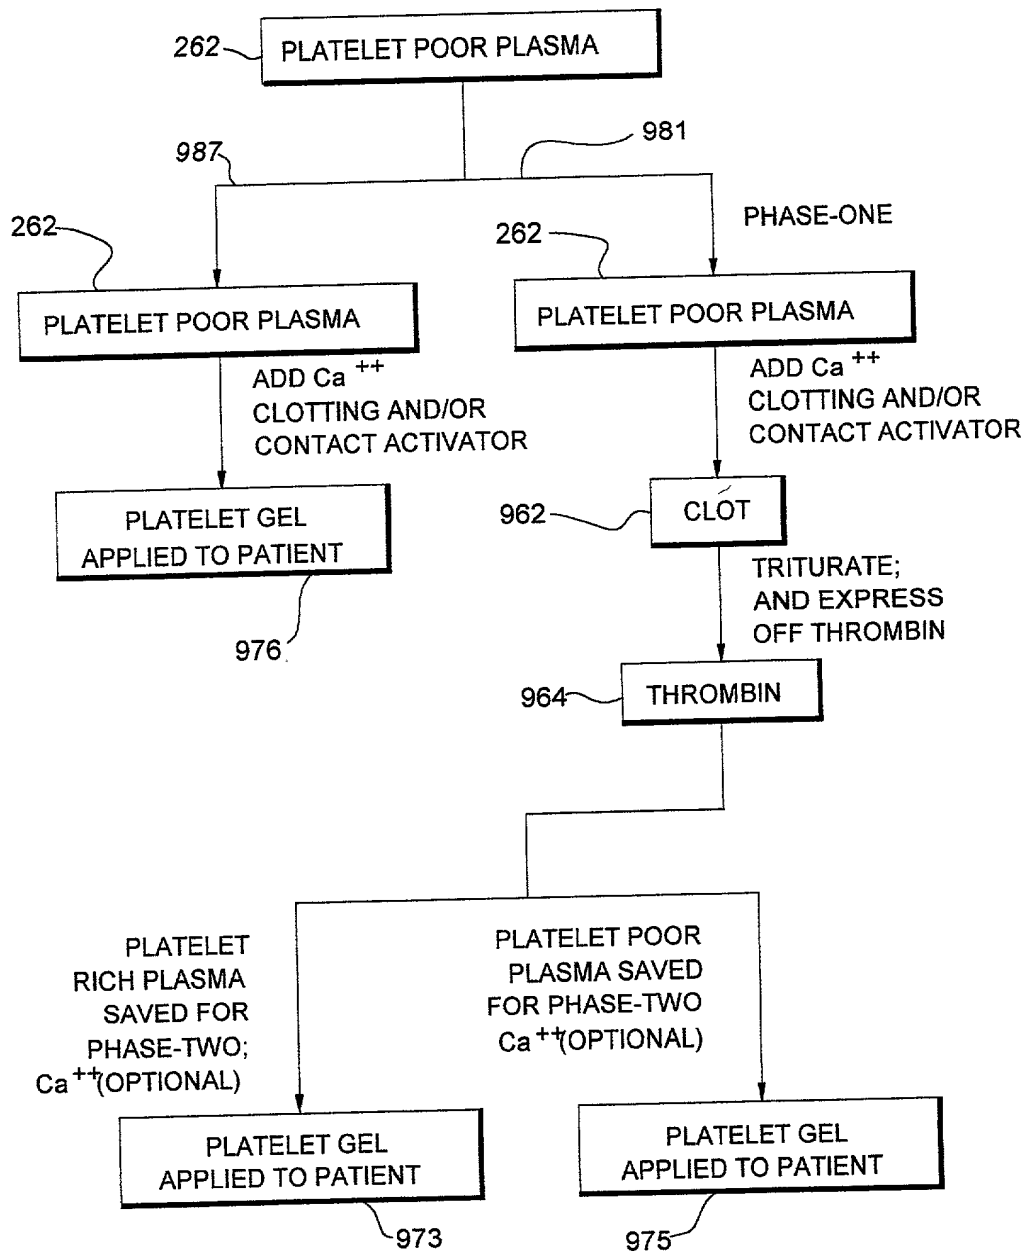 262
PLATELET POOR PLASMA
987
981
262
PHASE-ONE
262
PLATELET POOR PLASMA
PLATELET POOR PLASMA
ADD Ca ++
CLOTTING AND/OR
CONTACT ACTIVATOR
ADD Ca ++
CLOTTING AND/OR
CONTACT ACTIVATOR
PLATELET GEL
APPLIED TO PATIENT
976
962
CLOT
TRITURATE;
AND EXPRESS
OFF THROMBIN
964
THROMBIN
PLATELET
RICH PLASMA
SAVED FOR
PHASE-TWO;
Ca++(OPTIONAL)
PLATELET POOR
PLASMA SAVED
FOR PHASE-TWO
Ca++(OPTIONAL)
PLATELET GEL
APPLIED TO PATIENT
973
PLATELET GEL
APPLIED TO PATIENT
975